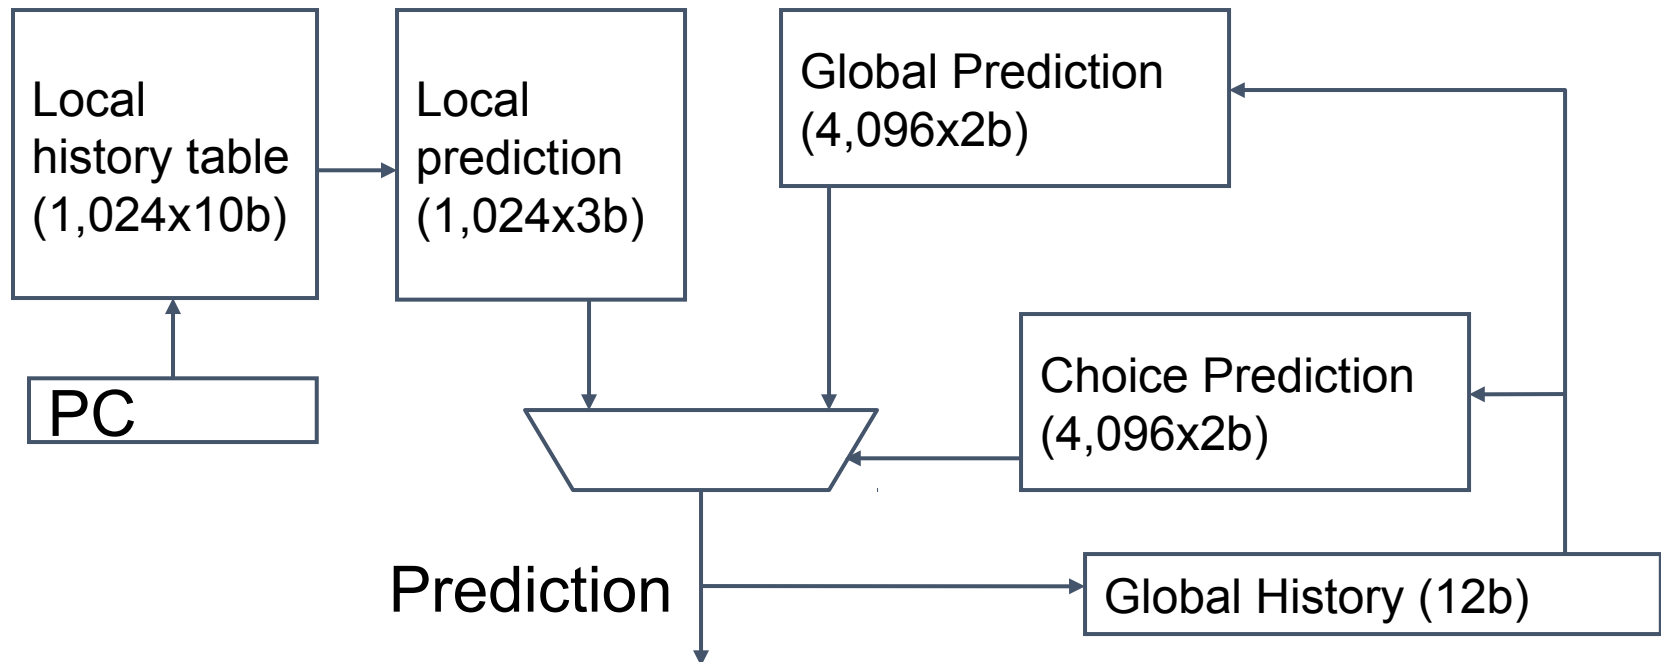 Local
history table
(1,024x10b)
Local
prediction
(1,024x3b)
Global Prediction
(4,096x2b)
PC
Choice Prediction
(4,096x2b)
Prediction
Global History (12b)